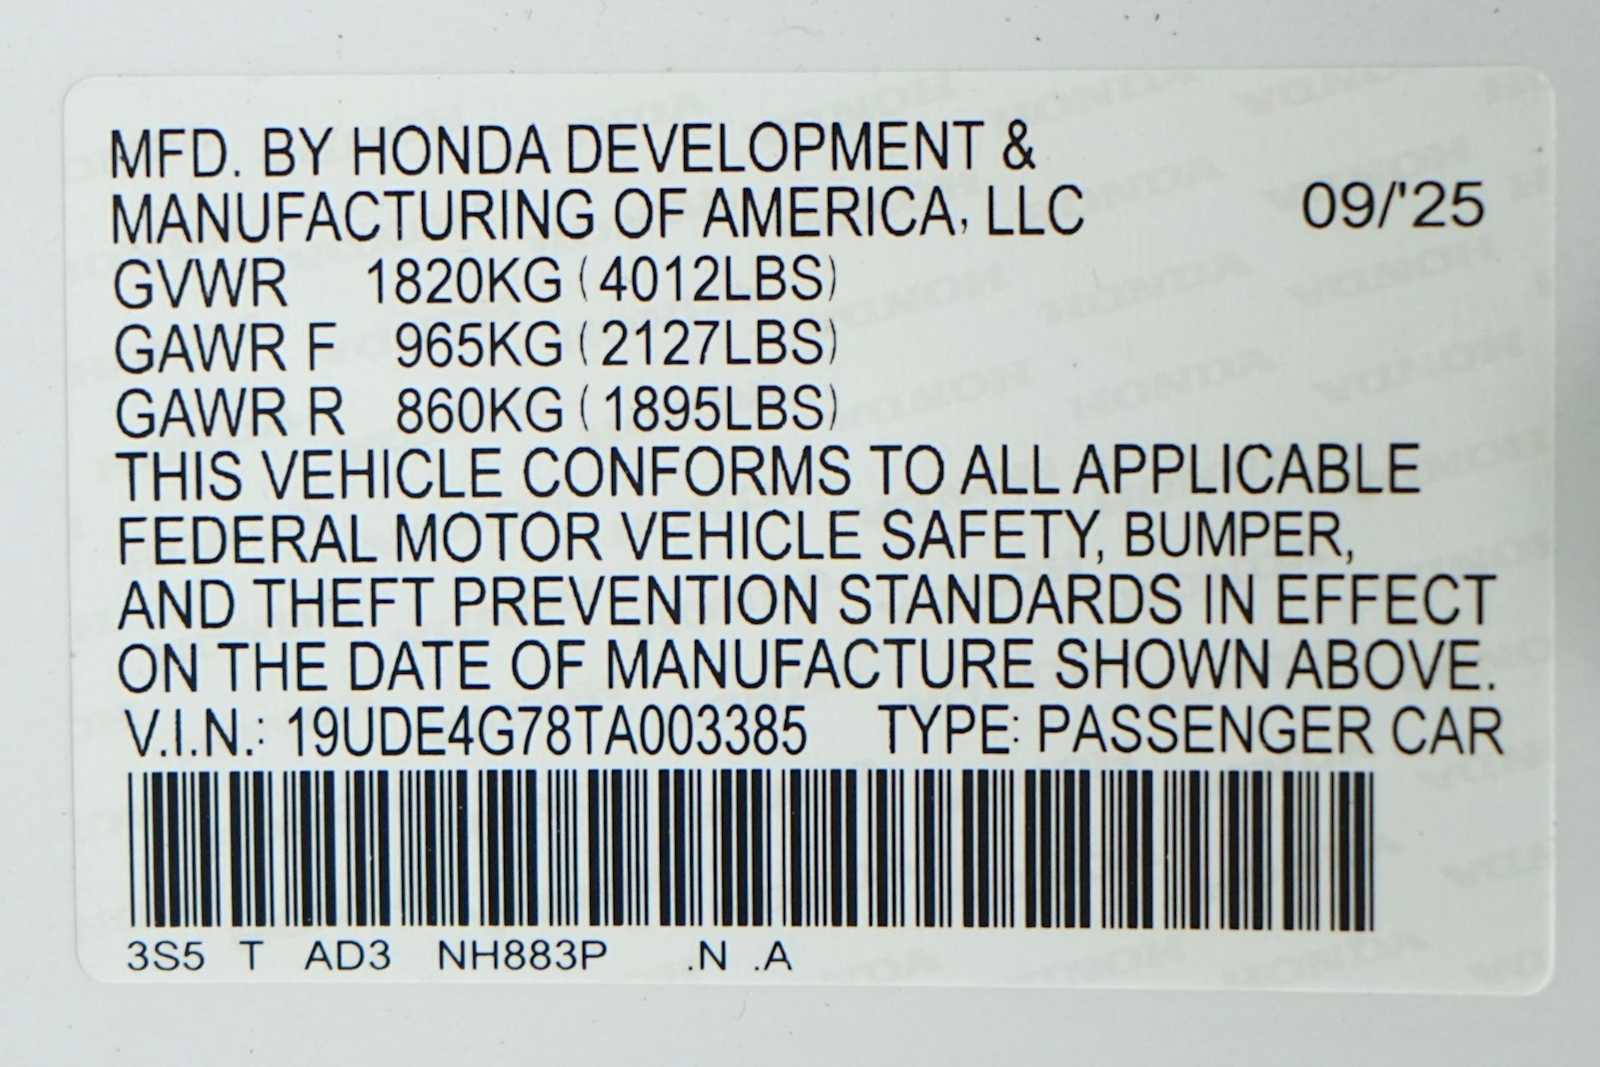 MFD. BY HONDA DEVELOPMENT &
MANUFACTURING OF AMERICA, LLC 09/'25
GVWR 1820KG (4012LBS)
GAWR F 965KG (2127LBS)
GAWR R 860KG (1895LBS)
THIS VEHICLE CONFORMS TO ALL APPLICABLE
FEDERAL MOTOR VEHICLE SAFETY, BUMPER,
AND THEFT PREVENTION STANDARDS IN EFFECT
ON THE DATE OF MANUFACTURE SHOWN ABOVE.
V.I.N.: 19UDE4G78TA003385 TYPE: PASSENGER CAR
3S5 T AD3 NH883P .N .A